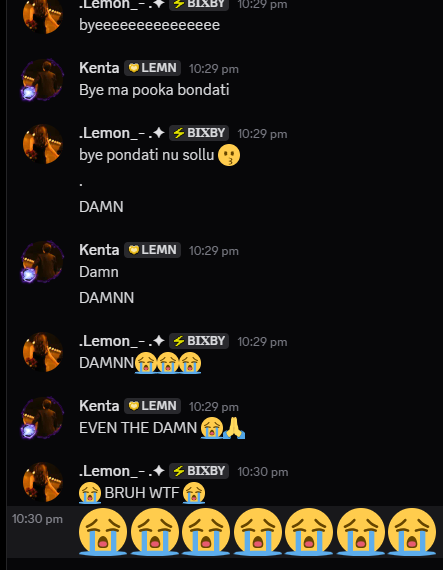 .Lemon_- .✦ ⚡BIXBY 10:29 pm
byeeeeeeeeeeeeeee
Kenta LEMN 10:29 pm
Bye ma pooka bondati
.Lemon_- .✦ ⚡BIXBY 10:29 pm
bye pondati nu sollu 😗
.
DAMN
Kenta LEMN 10:29 pm
Damn
DAMNN
.Lemon_- .✦ ⚡BIXBY 10:29 pm
DAMNN😭😭😭
Kenta LEMN 10:29 pm
EVEN THE DAMN 😭🙏
.Lemon_- .✦ ⚡BIXBY 10:30 pm
😭 BRUH WTF 😭
10:30 pm 😭😭😭😭😭😭😭